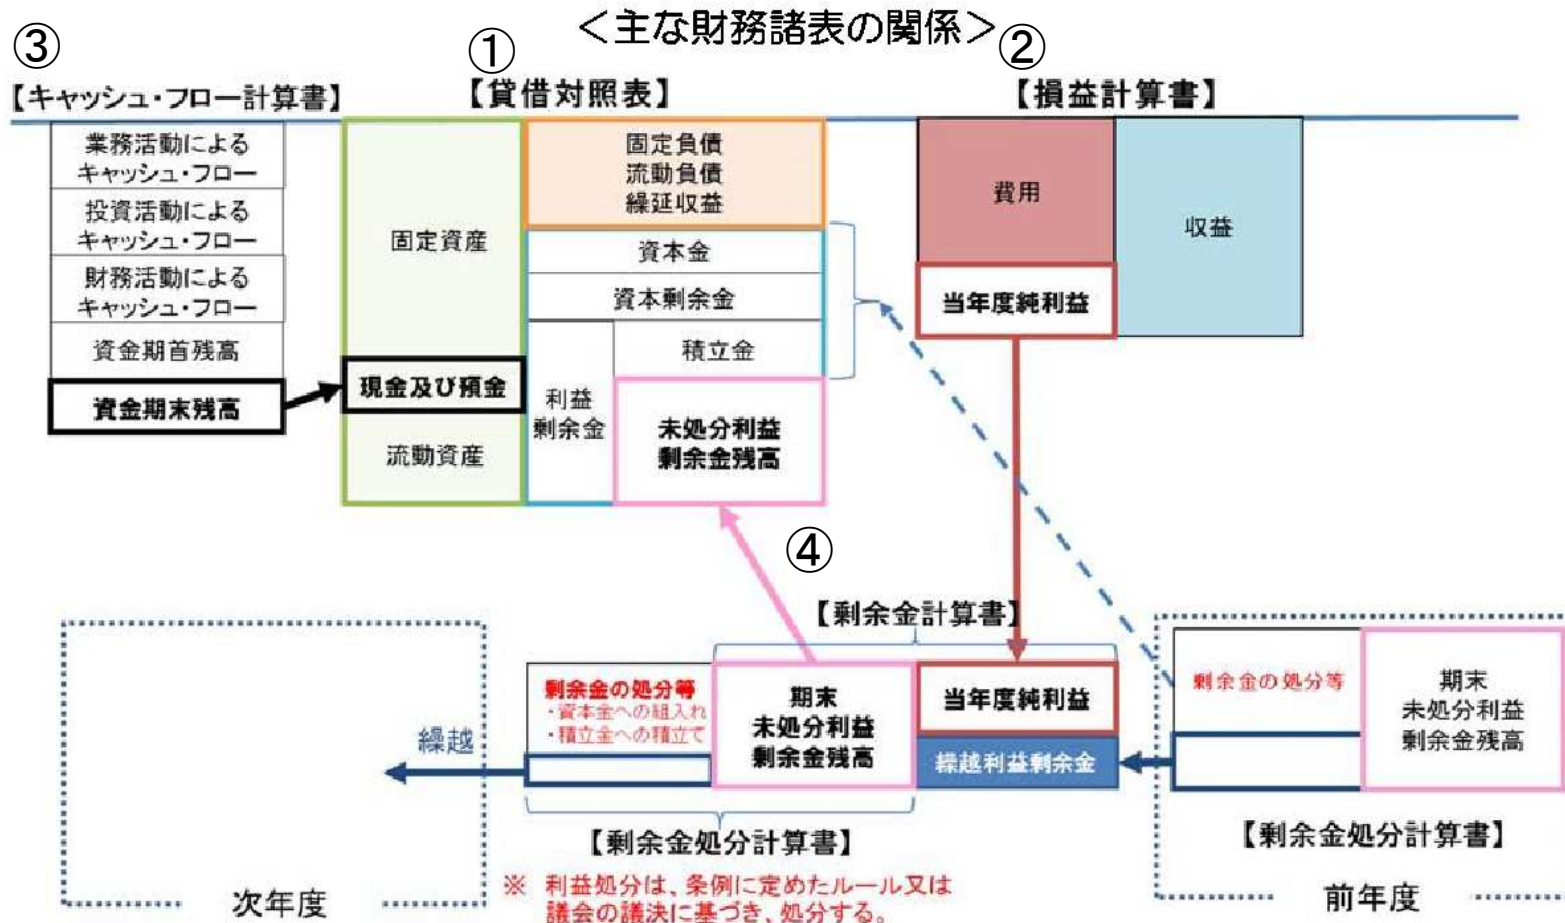 ＜主な財務諸表の関係＞
③
①
②
【キャッシュ・フロー計算書】
【貸借対照表】
【損益計算書】
業務活動による
キャッシュ・フロー
投資活動による
キャッシュ・フロー
財務活動による
キャッシュ・フロー
資金期首残高
資金期末残高
固定資産
現金及び預金
流動資産
固定負債
流動負債
繰延収益
資本金
資本剰余金
積立金
利益
剰余金
未処分利益
剰余金残高
費用
収益
当年度純利益
④
【剰余金計算書】
剰余金の処分等
・資本金への組入れ
・積立金への積立て
期末
未処分利益
剰余金残高
当年度純利益
繰越利益剰余金
繰越
剰余金の処分等
期末
未処分利益
剰余金残高
【剰余金処分計算書】
【剰余金処分計算書】
※ 利益処分は、条例に定めたルール又は
議会の議決に基づき、処分する。
次年度
前年度